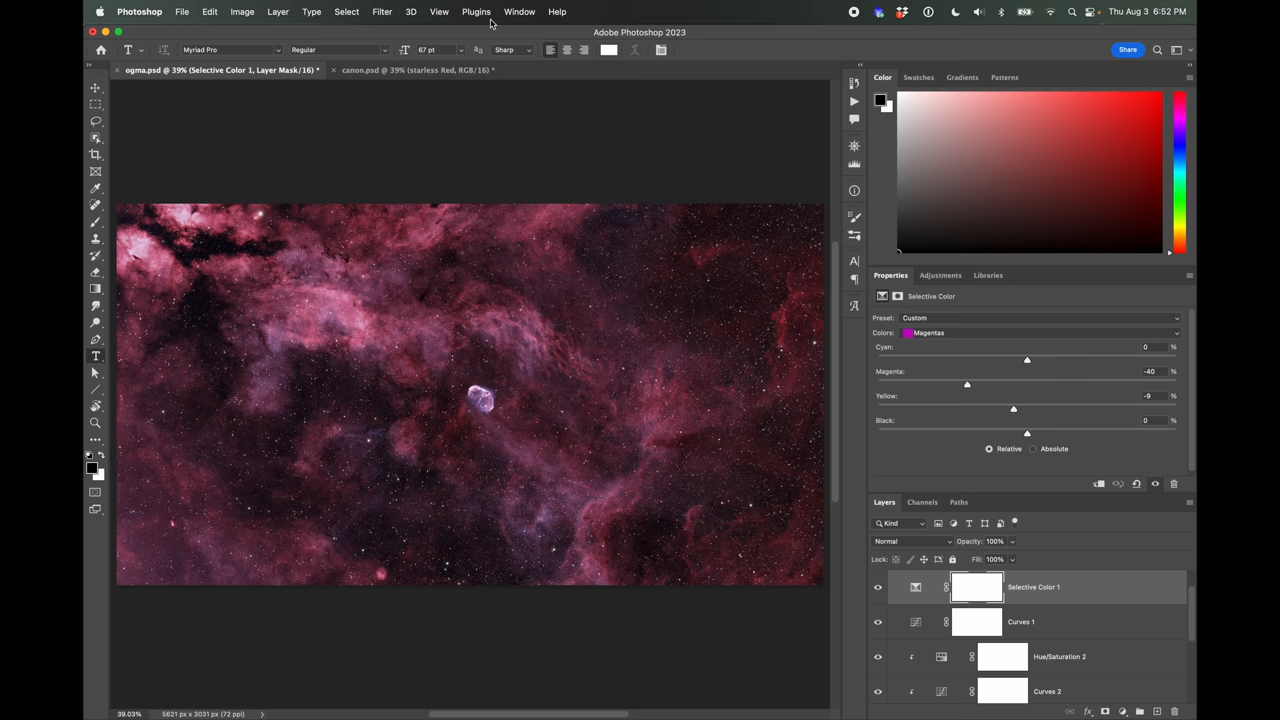 Photoshop File Edit Image Layer Type Select Filter 3D View Plugins Window Help Thu Aug 3 6:52 PM
Adobe Photoshop 2023
T Myriad Pro Regular 67 pt Sharp Share
ogma.psd @ 39% (Selective Color 1, Layer Mask/16) * canon.psd @ 39% (starless Red, RGB/16) *
Color Swatches Gradients Patterns
Properties Adjustments Libraries
Selective Color
Preset: Custom
Colors: Magentas
Cyan: 0 %
Magenta: -40 %
Yellow: -9 %
Black: 0 %
Relative Absolute
Layers Channels Paths
Kind
Normal Opacity: 100%
Lock: Fill: 100%
Selective Color 1
Curves 1
Hue/Saturation 2
Curves 2
39.03% 5621 px x 3031 px (72 ppi)